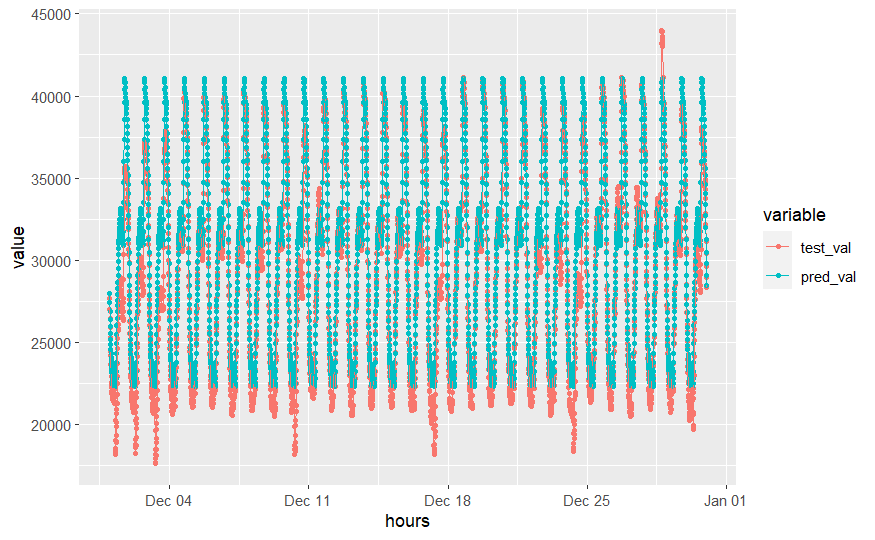 45000
40000
35000
30000
25000
20000
value
Dec 04
Dec 11
Dec 18
Dec 25
Jan 01
hours
variable
test_val
pred_val